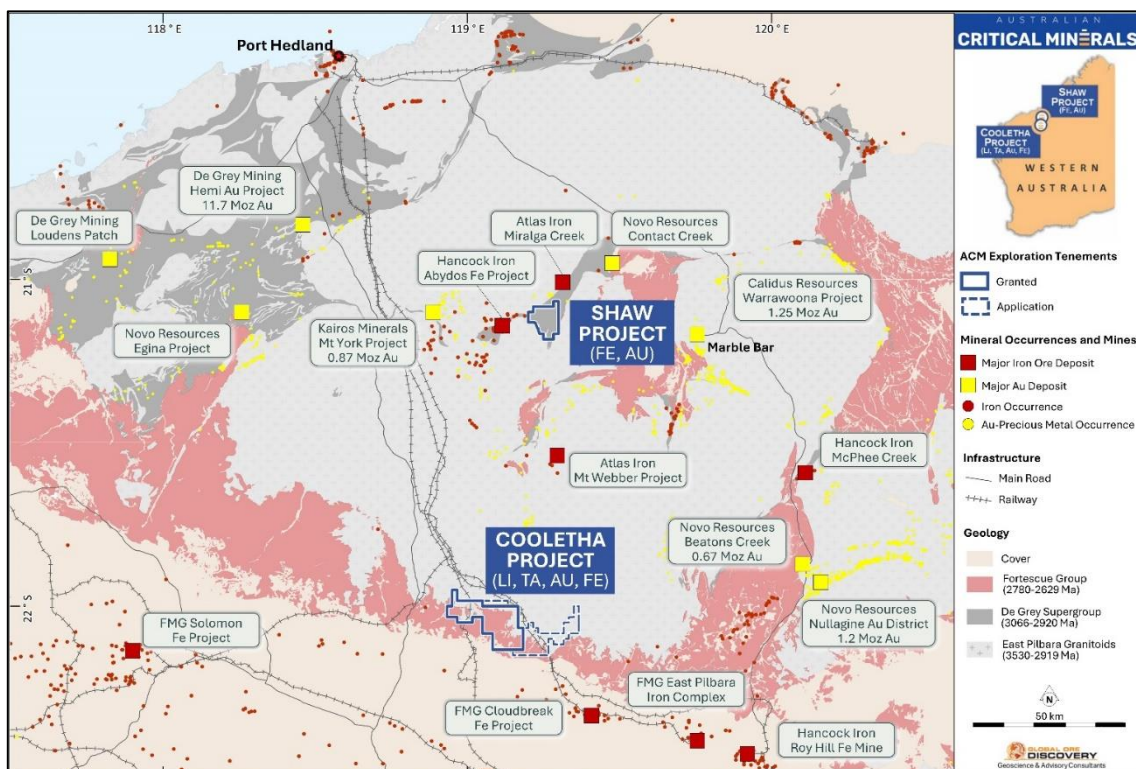 118°E
119°E
120°E
21°S
22°S
Port Hedland
De Grey Mining
Hemi Au Project
11.7 Moz Au
De Grey Mining
Loudens Patch
Atlas Iron
Miralga Creek
Novo Resources
Contact Creek
Hancock Iron
Abydos Fe Project
Calidus Resources
Warrawoona Project
1.25 Moz Au
Novo Resources
Egina Project
Kairos Minerals
Mt York Project
0.87 Moz Au
SHAW
PROJECT
(FE, AU)
Marble Bar
Atlas Iron
Mt Webber Project
Hancock Iron
McPhee Creek
COOLETHA
PROJECT
(LI, TA, AU, FE)
Novo Resources
Beatons Creek
0.67 Moz Au
Novo Resources
Nullagine Au District
1.2 Moz Au
FMG Solomon
Fe Project
FMG East Pilbara
Iron Complex
FMG Cloudbreak
Fe Project
Hancock Iron
Roy Hill Fe Mine
AUSTRALIAN
CRITICAL MINERALS
SHAW
PROJECT
(FE, AU)
COOLETHA
PROJECT
(LI, TA, AU, FE)
WESTERN
AUSTRALIA
ACM Exploration Tenements
Granted
Application
Mineral Occurrences and Mines
Major Iron Ore Deposit
Major Au Deposit
Iron Occurrence
Au-Precious Metal Occurrence
Infrastructure
Main Road
Railway
Geology
Cover
Fortescue Group
(2780-2629 Ma)
De Grey Supergroup
(3066-2920 Ma)
East Pilbara Granitoids
(3530-2919 Ma)
N
50 km
GLOBAL ORE
DISCOVERY
Geoscience & Advisory Consultants